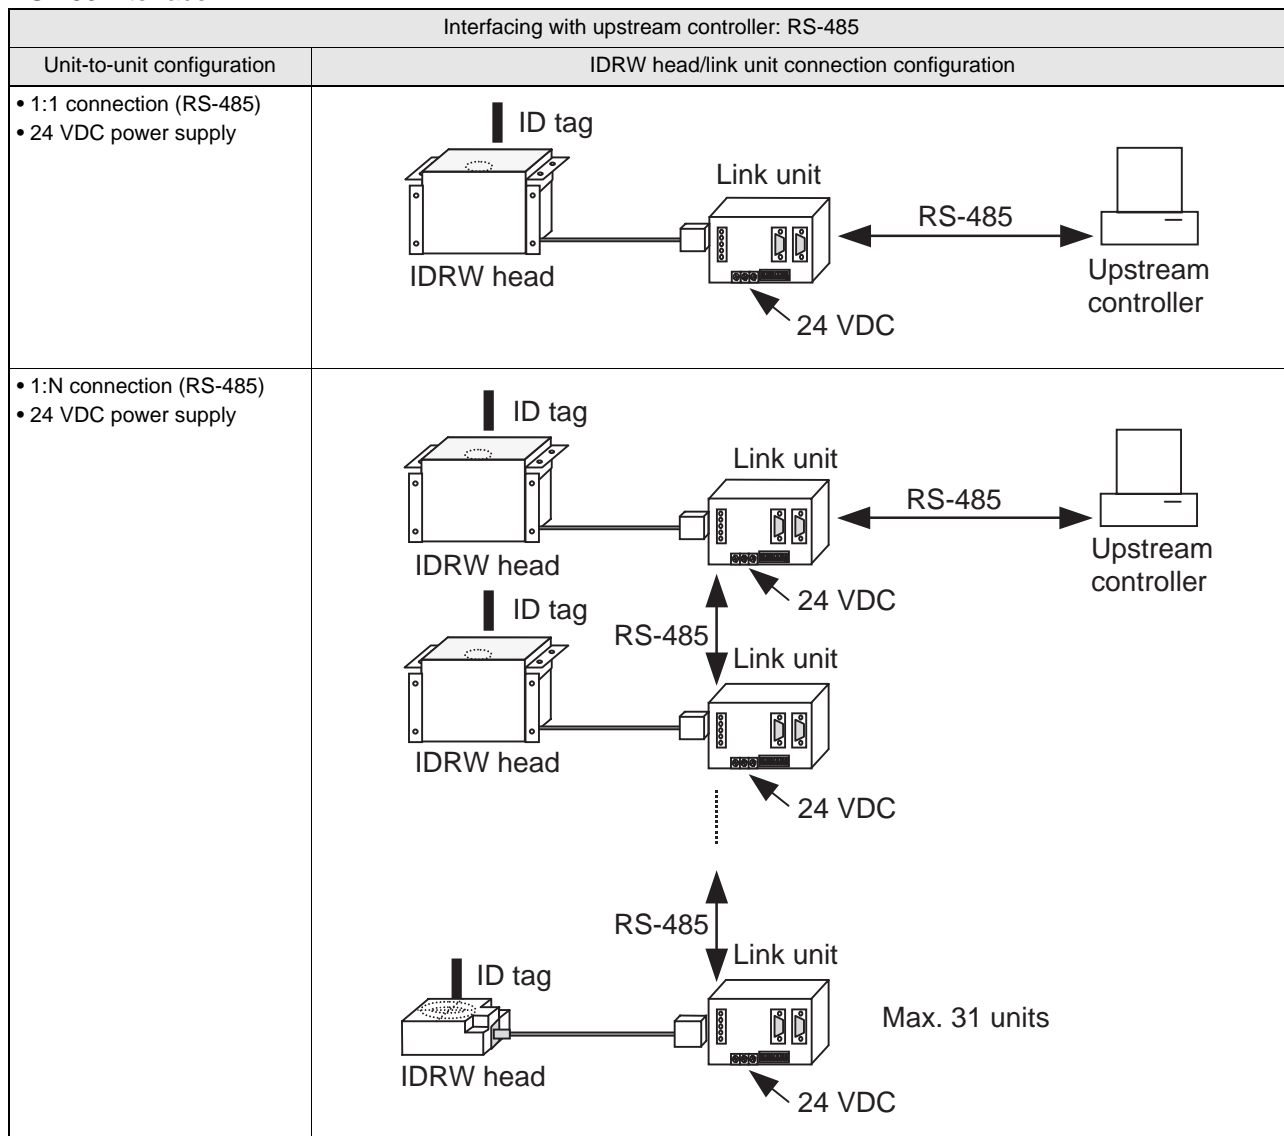 Interfacing with upstream controller: RS-485
Unit-to-unit configuration
IDRW head/link unit connection configuration
• 1:1 connection (RS-485)
• 24 VDC power supply
ID tag
Link unit
RS-485
IDRW head
Upstream
controller
24 VDC
• 1:N connection (RS-485)
• 24 VDC power supply
ID tag
Link unit
RS-485
IDRW head
Upstream
controller
24 VDC
ID tag
RS-485
Link unit
IDRW head
24 VDC
RS-485
Link unit
ID tag
Max. 31 units
IDRW head
24 VDC